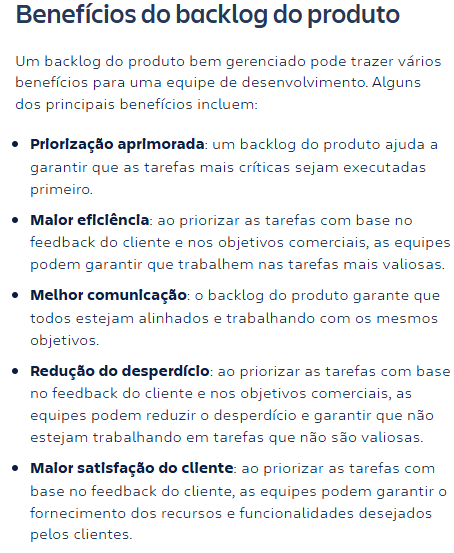 Benefícios do backlog do produto
Um backlog do produto bem gerenciado pode trazer vários
benefícios para uma equipe de desenvolvimento. Alguns
dos principais benefícios incluem:
• Priorização aprimorada: um backlog do produto ajuda a
garantir que as tarefas mais críticas sejam executadas
primeiro.
• Maior eficiência: ao priorizar as tarefas com base no
feedback do cliente e nos objetivos comerciais, as equipes
podem garantir que trabalhem nas tarefas mais valiosas.
• Melhor comunicação: o backlog do produto garante que
todos estejam alinhados e trabalhando com os mesmos
objetivos.
• Redução do desperdício: ao priorizar as tarefas com base
no feedback do cliente e nos objetivos comerciais, as
equipes podem reduzir o desperdício e garantir que não
estejam trabalhando em tarefas que não são valiosas.
• Maior satisfação do cliente: ao priorizar as tarefas com
base no feedback do cliente, as equipes podem garantir o
fornecimento dos recursos e funcionalidades desejados
pelos clientes.